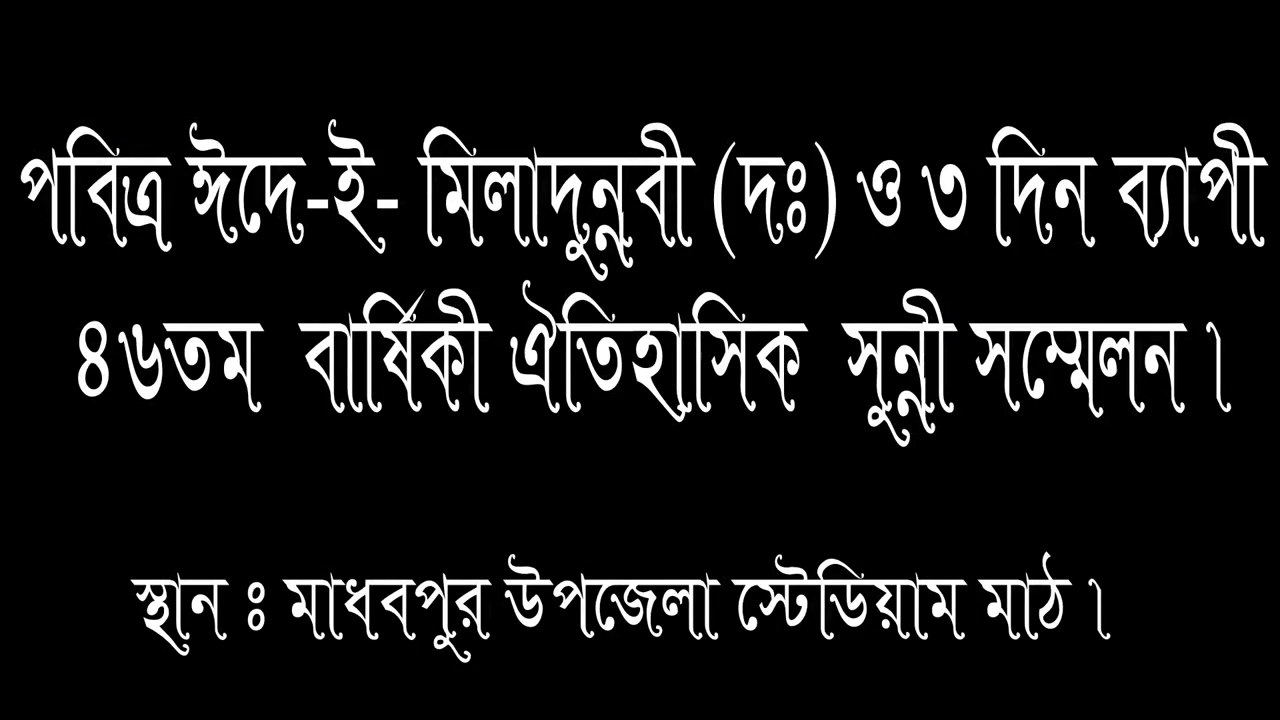 পবিত্র ঈদে-ই- মিলাদুন্নবী (দঃ) ও ৩ দিন ব্যাপী
৪৬তম বার্ষিকী ঐতিহাসিক সুন্নী সম্মেলন ।
স্থান ঃ মাধবপুর উপজেলা স্টেডিয়াম মাঠ ।